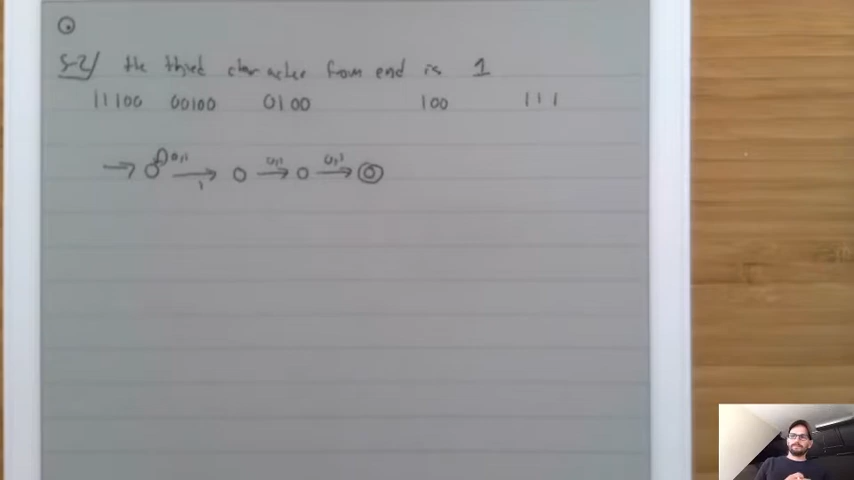 S-2/ the third character from end is 1
11100 00100 0100 100 111
0,1 0,1 0,1
1